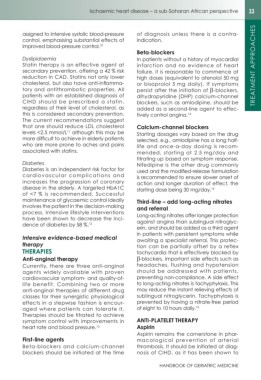 Ischaemic heart disease – a sub-Saharan African perspective 23
assigned to intensive systolic blood-pressure
control, emphasising substantive effects of
improved blood-pressure control.
Dyslipidaemia
Statin therapy is an effective agent at
secondary prevention, offering a 42 % risk
reduction in CAD. Statins not only lower
cholesterol, but also have anti-inflamma-
tory and antithrombotic properties. All
patients with an established diagnosis of
CIHD should be prescribed a statin,
regardless of their level of cholesterol, as
this is considered secondary prevention.
The current recommendations suggest
that one should reduce LDL cholesterol
levels <2.5 mmol/L; although this may be
more difficult to achieve in elderly patients
who are more prone to aches and pains
associated with statins.
Diabetes
Diabetes is an independent risk factor for
cardiovascular complications and
increases the progression of coronary
disease in the elderly. A targeted HbA1C
of <7 % is recommended. Successful
maintenance of glycaemic control ideally
involves the patient in the decision-making
process. Intensive lifestyle interventions
have been shown to decrease the inci-
dence of diabetes by 58 %.
Intensive evidence-based medical
therapy
THERAPIES
Anti-anginal therapy
Currently, there are three anti-anginal
agents widely available with proven
cardiovascular symptom- and quality-of-
life benefit. Combining two or more
anti-anginal therapies of different drug
classes for their synergistic physiological
effects in a stepwise fashion is encour-
aged where patients can tolerate it.
Therapies should be titrated to achieve
symptom control with improvements in
heart rate and blood pressure.
First-line agents
Beta-blockers and calcium-channel
blockers should be initiated at the time
of diagnosis unless there is a contra-
indication.
Beta-blockers
In patients without a history of myocardial
infarction and no evidence of heart
failure, it is reasonable to commence at
high doses (equivalent to atenolol 50 mg
or bisoprolol 5 mg daily). If symptoms
persist after the initiation of β-blockers,
dihydropyridine (DHP) calcium-channel
blockers, such as amlodipine, should be
added as a second-line agent to effec-
tively control angina.
Calcium-channel blockers
Starting dosages vary based on the drug
selected, e.g., amlodipine has a long half-
life and once-a-day dosing is recom-
mended, starting at 2.5 mg/day and
titrating up based on symptom response.
Nifedipine is the other drug commonly
used and the modified-release formulation
is recommended to ensure slower onset of
action and longer duration of effect, the
starting dose being 30 mg/day.
Third-line – add long-acting nitrates
and referral
Long-acting nitrates offer longer protection
against angina than sublingual nitroglyc-
erin, and should be added as a third agent
in patients with persistent symptoms while
awaiting a specialist referral. This protec-
tion can be partially offset by a reflex
tachycardia that is effectively blocked by
β-blockers. Important side effects such as
headaches, flushing and hypotension
should be addressed with patients,
preventing non-compliance. A side effect
to long-acting nitrates is tachyphylaxis. This
may reduce the instant relieving effects of
sublingual nitroglycerin. Tachyphylaxis is
prevented by having a nitrate-free period
of eight to 10 hours daily.
ANTI-PLATELET THERAPY
Aspirin
Aspirin remains the cornerstone in phar-
macological prevention of arterial
thrombosis. It should be initiated at diag-
nosis of CIHD, as it has been shown to
TREATMENT APPROACHES
HANDBOOK OF GERIATRIC MEDICINE